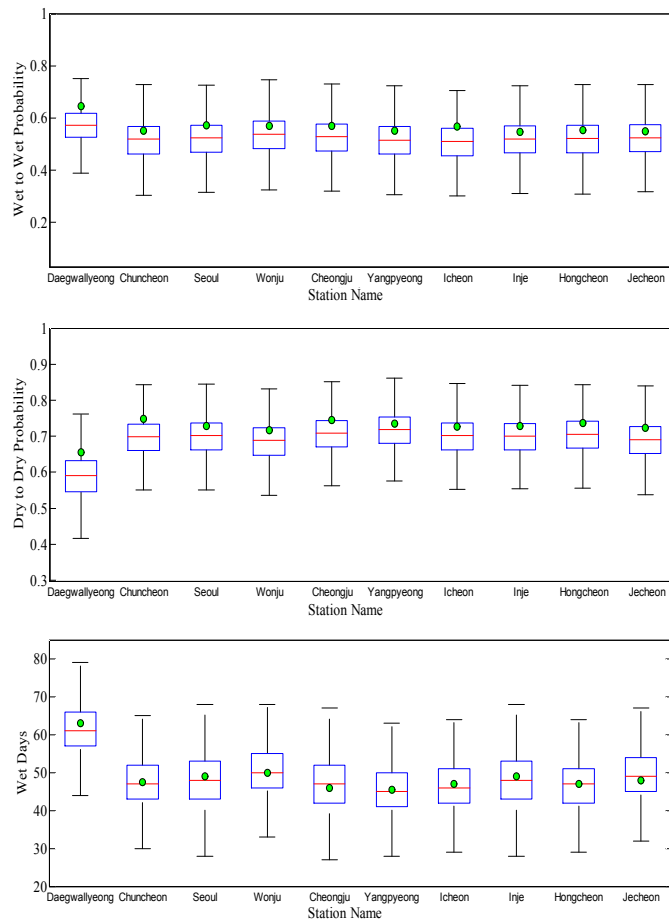 Wet to Wet Probability
1
0.8
0.6
0.4
0.2
Daegwallyeong Chuncheon Seoul Wonju Cheongju Yangpyeong Icheon Inje Hongcheon Jecheon
Station Name
Dry to Dry Probability
1
0.9
0.8
0.7
0.6
0.5
0.4
0.3
Daegwallyeong Chuncheon Seoul Wonju Cheongju Yangpyeong Icheon Inje Hongcheon Jecheon
Station Name
Wet Days
80
70
60
50
40
30
20
Daegwallyeong Chuncheon Seoul Wonju Cheongju Yangpyeong Icheon Inje Hongcheon Jecheon
Station Name